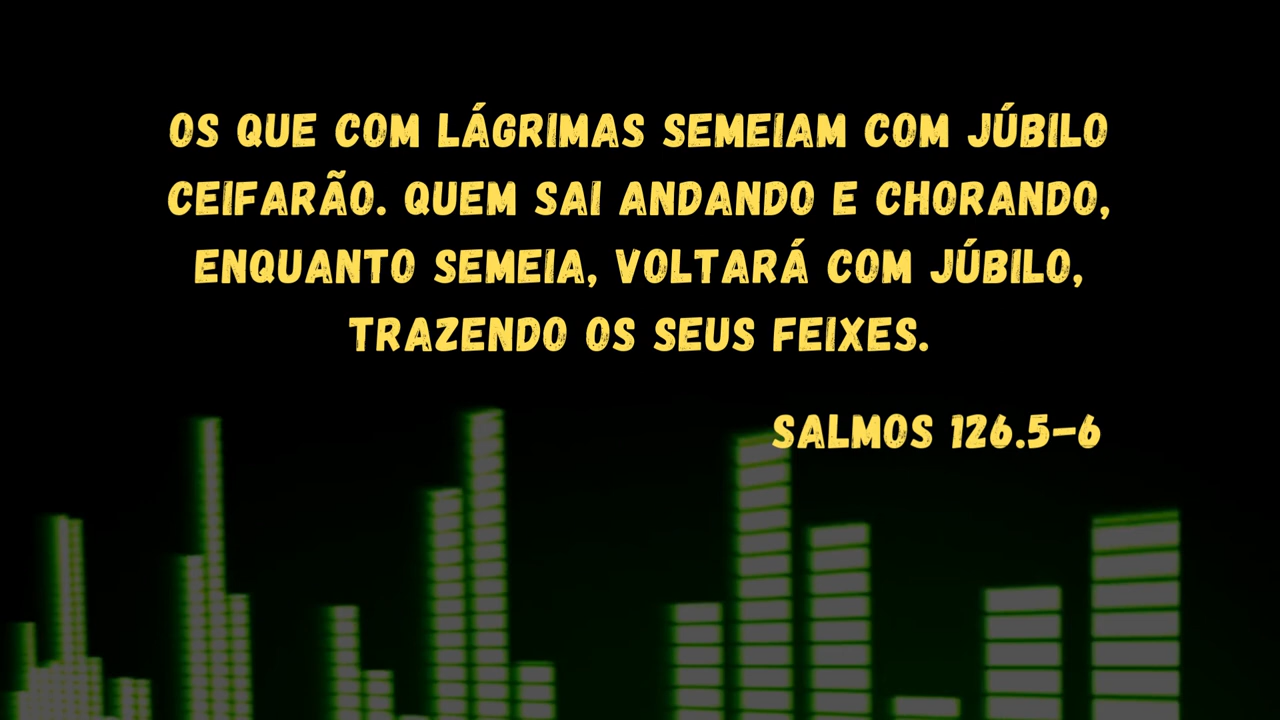 OS QUE COM LÁGRIMAS SEMEIAM COM JÚBILO
CEIFARÃO. QUEM SAI ANDANDO E CHORANDO,
ENQUANTO SEMEIA, VOLTARÁ COM JÚBILO,
TRAZENDO OS SEUS FEIXES.
SALMOS 126.5-6